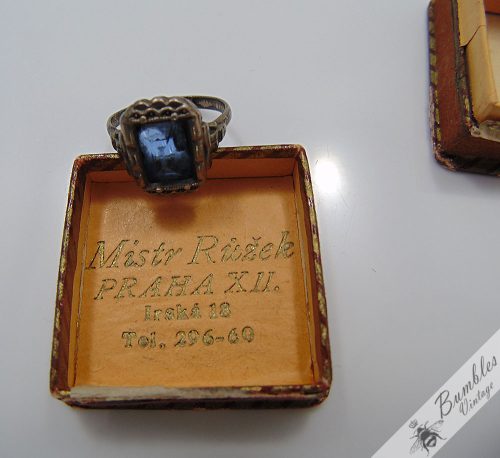 Mistr Růžek
PRAHA XII.
Irská 18
Tel. 296-60
Bumbles
Vintage